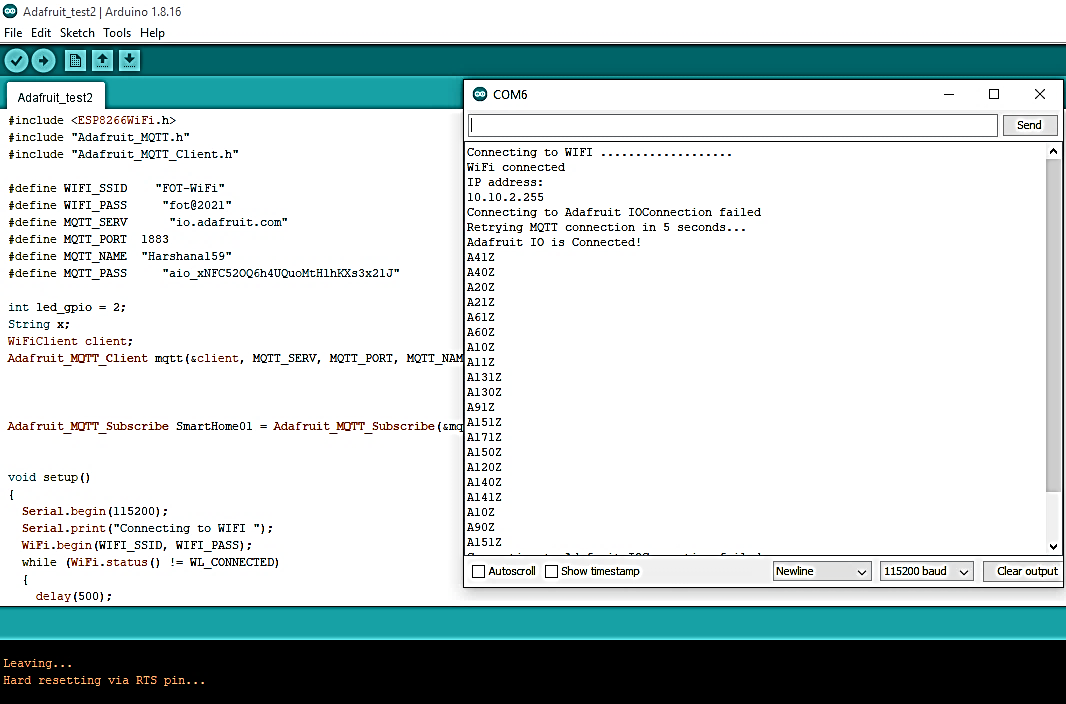 Adafruit_test2 | Arduino 1.8.16
File Edit Sketch Tools Help
Adafruit_test2
#include <ESP8266WiFi.h>
#include "Adafruit_MQTT.h"
#include "Adafruit_MQTT_Client.h"
#define WIFI_SSID "FOT-WiFi"
#define WIFI_PASS "fot@2021"
#define MQTT_SERV "io.adafruit.com"
#define MQTT_PORT 1883
#define MQTT_NAME "Harshana159"
#define MQTT_PASS "aio_xNFC52OQ6h4UQuoMtH1hKXs3x21J"
int led_gpio = 2;
String x;
WiFiClient client;
Adafruit_MQTT_Client mqtt(&client, MQTT_SERV, MQTT_PORT, MQTT_NAM
Adafruit_MQTT_Subscribe SmartHome01 = Adafruit_MQTT_Subscribe(&mq
void setup()
{
Serial.begin(115200);
Serial.print("Connecting to WIFI ");
WiFi.begin(WIFI_SSID, WIFI_PASS);
while (WiFi.status() != WL_CONNECTED)
{
delay(500);
COM6
Send
Connecting to WIFI ...................
WiFi connected
IP address:
10.10.2.255
Connecting to Adafruit IOConnection failed
Retrying MQTT connection in 5 seconds...
Adafruit IO is Connected!
A41Z
A40Z
A20Z
A21Z
A61Z
A60Z
A10Z
A11Z
A131Z
A130Z
A91Z
A151Z
A171Z
A150Z
A120Z
A140Z
A141Z
A10Z
A90Z
A151Z
Autoscroll Show timestamp Newline 115200 baud Clear output
Leaving...
Hard resetting via RTS pin...